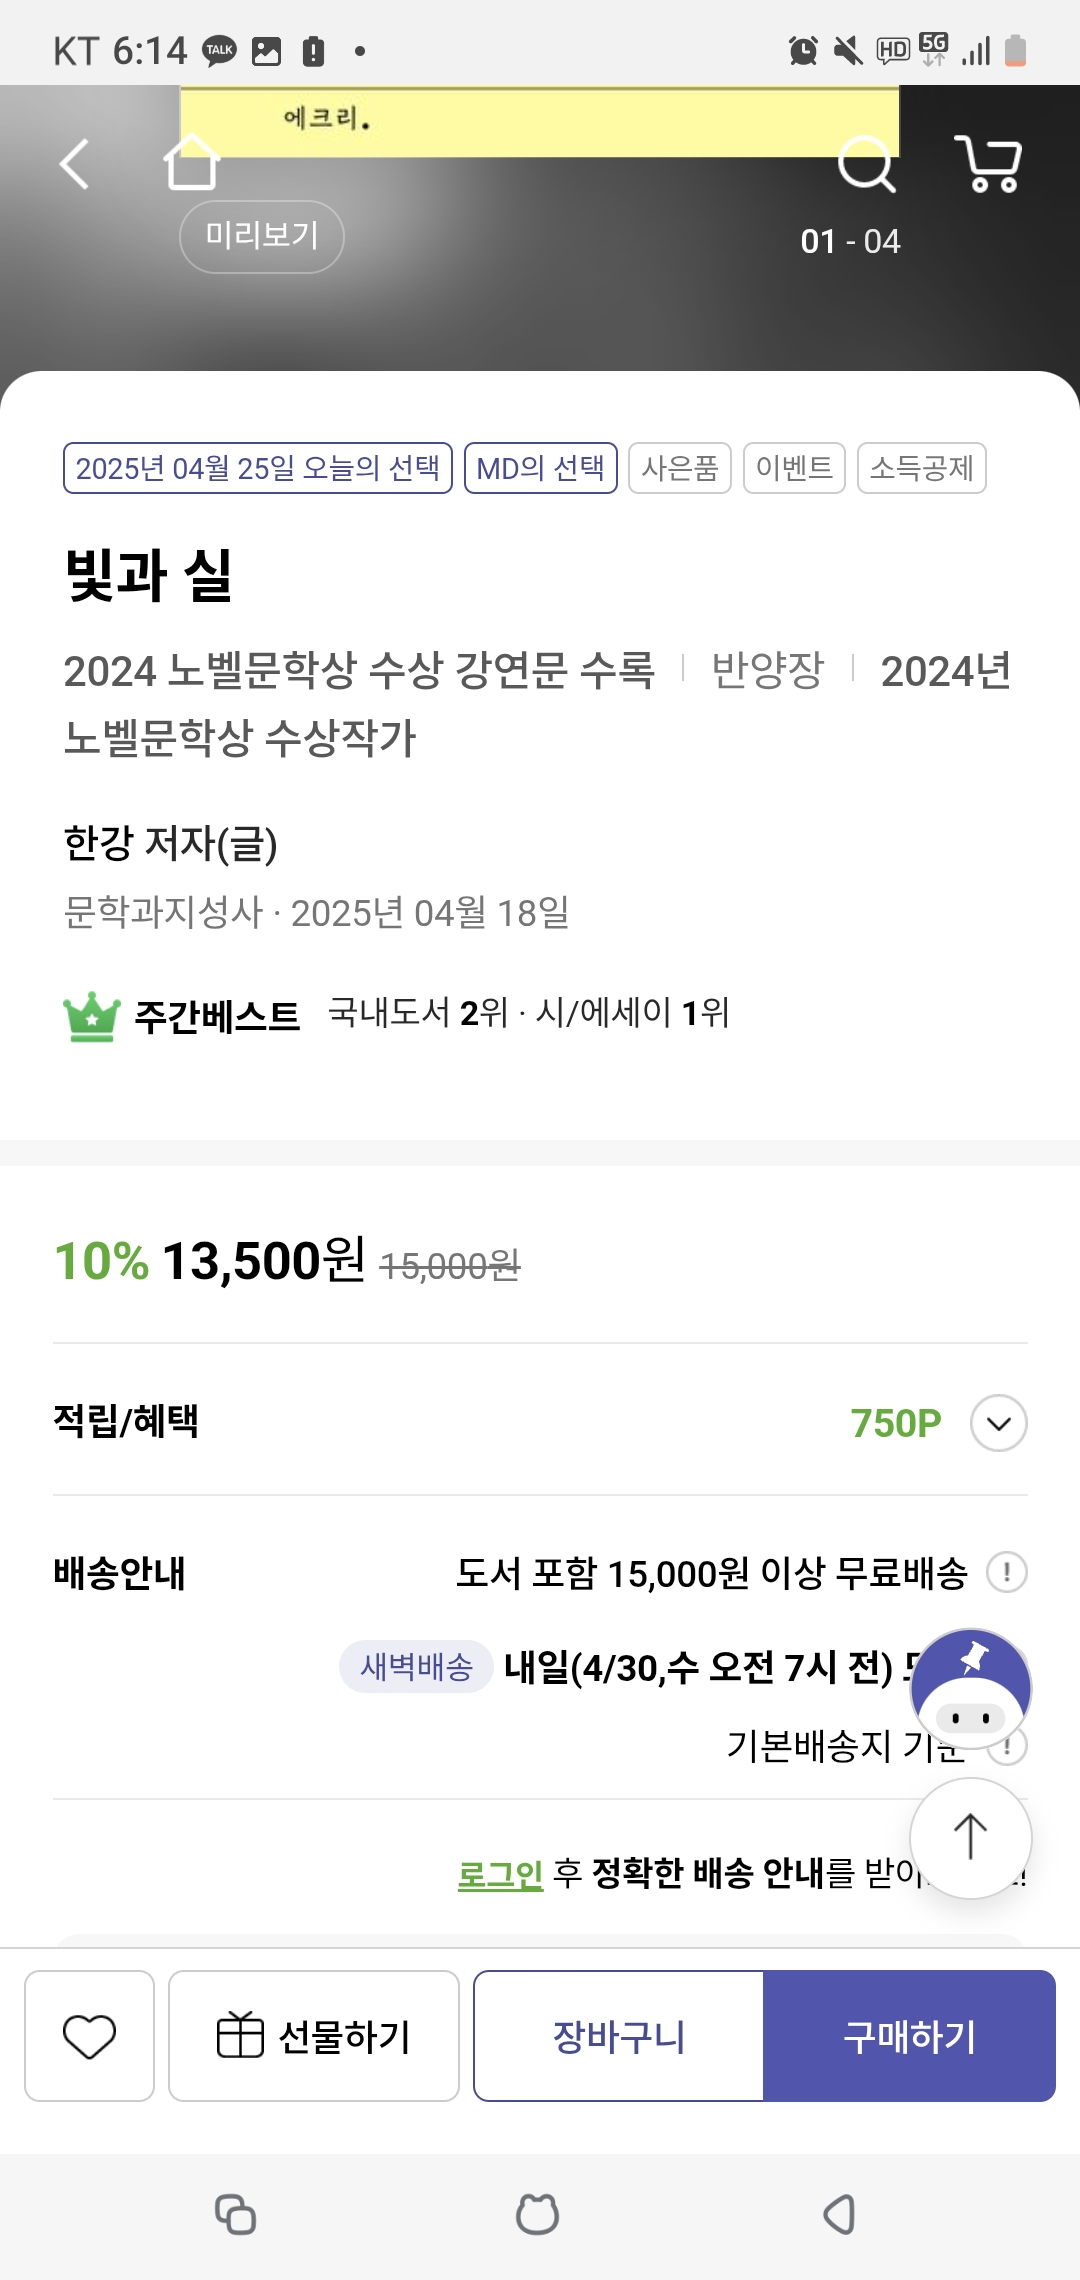 KT 6:14 TALK HD 5G
에크리.
미리보기
01 - 04
2025년 04월 25일 오늘의 선택 MD의 선택 사은품 이벤트 소득공제
빛과 실
2024 노벨문학상 수상 강연문 수록 | 반양장 | 2024년
노벨문학상 수상작가
한강 저자(글)
문학과지성사 · 2025년 04월 18일
주간베스트 국내도서 2위 · 시/에세이 1위
10% 13,500원 15,000원
적립/혜택 750P
배송안내 도서 포함 15,000원 이상 무료배송
새벽배송 내일(4/30,수 오전 7시 전)
기본배송지 기준
로그인 후 정확한 배송 안내를
선물하기 장바구니 구매하기